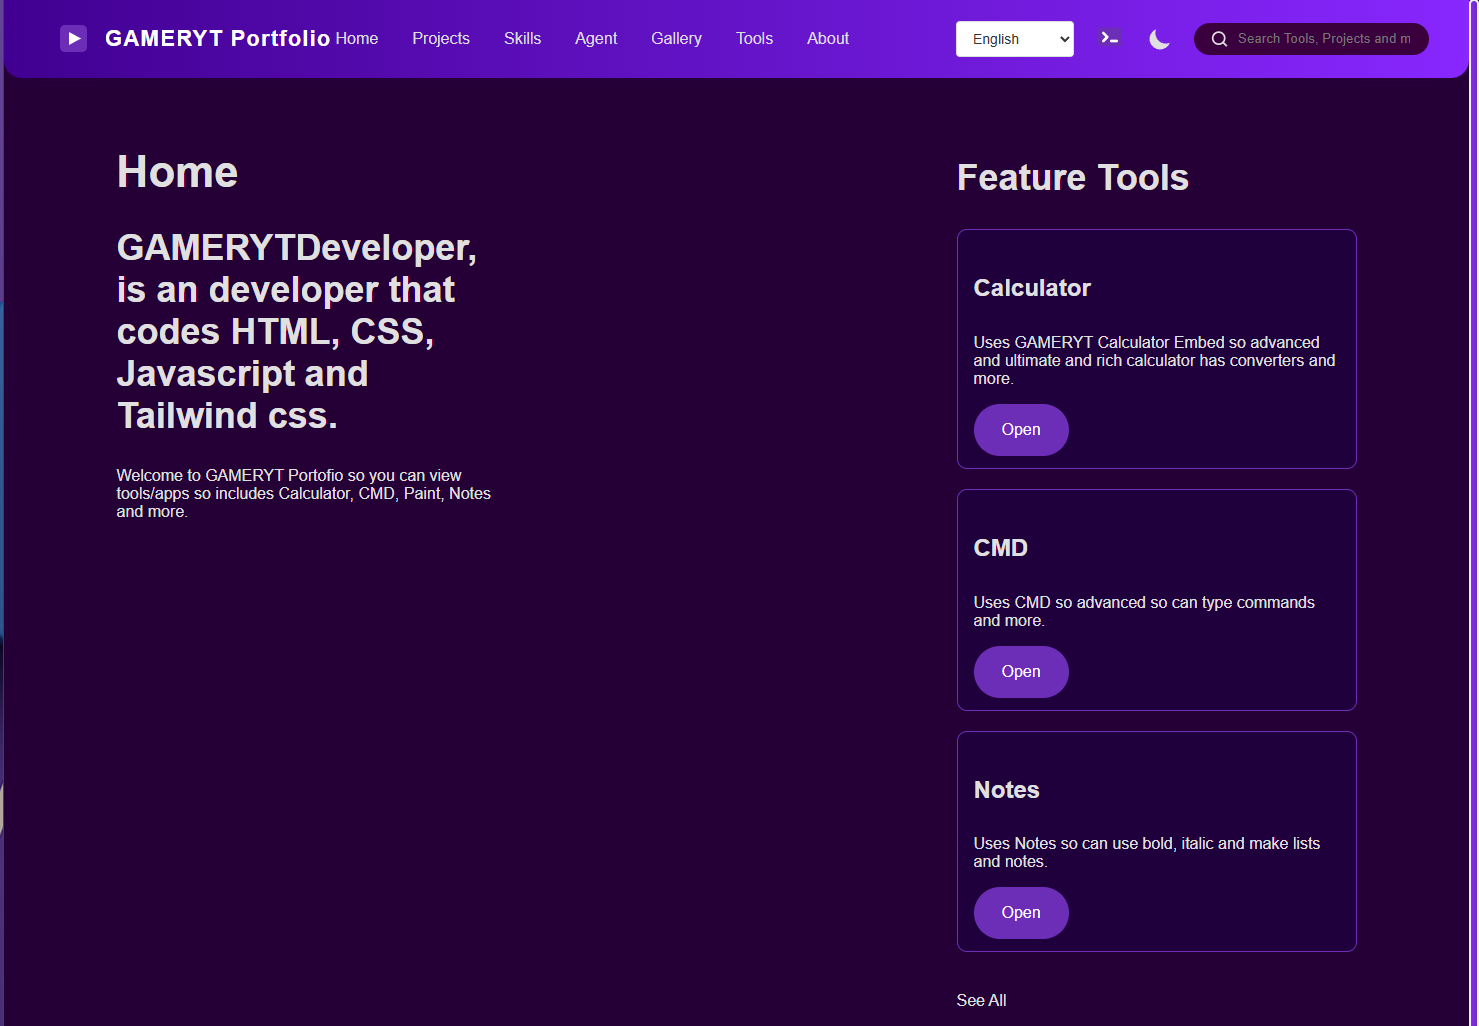 GAMERYT Portfolio Home Projects Skills Agent Gallery Tools About English Search Tools, Projects and m
Home
GAMERYTDeveloper,
is an developer that
codes HTML, CSS,
Javascript and
Tailwind css.
Welcome to GAMERYT Portofio so you can view
tools/apps so includes Calculator, CMD, Paint, Notes
and more.
Feature Tools
Calculator
Uses GAMERYT Calculator Embed so advanced
and ultimate and rich calculator has converters and
more.
Open
CMD
Uses CMD so advanced so can type commands
and more.
Open
Notes
Uses Notes so can use bold, italic and make lists
and notes.
Open
See All